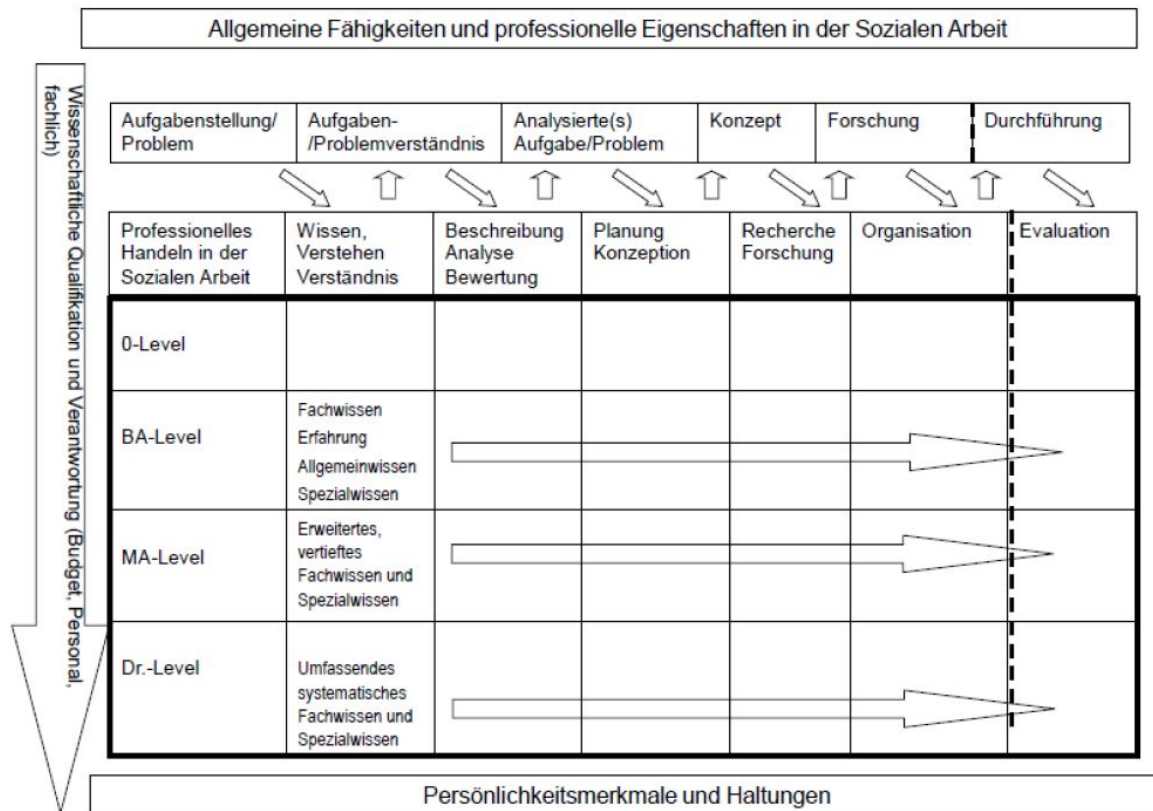 Allgemeine Fähigkeiten und professionelle Eigenschaften in der Sozialen Arbeit
Wissenschaftliche Qualifikation und Verantwortung (Budget, Personal,
fachlich)
Aufgabenstellung/
Problem
Aufgaben-
/Problemverständnis
Analysierte(s)
Aufgabe/Problem
Konzept
Forschung
Durchführung
Professionelles
Handeln in der
Sozialen Arbeit
Wissen,
Verstehen
Verständnis
Beschreibung
Analyse
Bewertung
Planung
Konzeption
Recherche
Forschung
Organisation
Evaluation
0-Level
BA-Level
Fachwissen
Erfahrung
Allgemeinwissen
Spezialwissen
MA-Level
Erweitertes,
vertieftes
Fachwissen und
Spezialwissen
Dr.-Level
Umfassendes
systematisches
Fachwissen und
Spezialwissen
Persönlichkeitsmerkmale und Haltungen